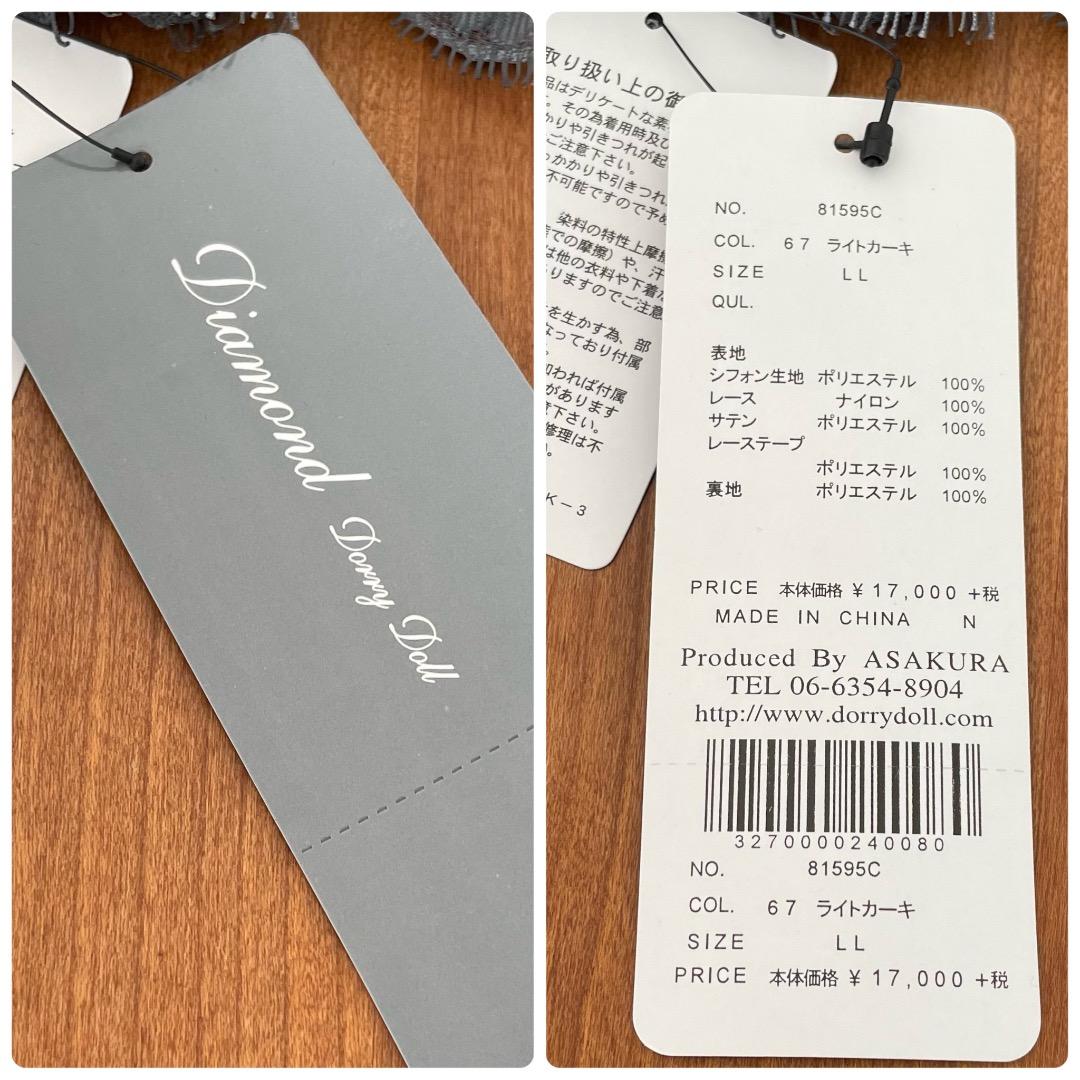 Diamond
Dorry Doll
取り扱い上の御
品はデリケートな素
。その為着用時及び
かりや引きつれが起
ご注意下さい。
っかかりや引きつれ
不可能ですので予め
染料の特性上摩擦
での摩擦）や、汗
は他の衣料や下着
りますのでご注意
を生かす為、部
なっており付属
加われば付属
があります
意下さい。
修理は不
K－3
NO. 81595C
COL. 67 ライトカーキ
SIZE LL
QUL.
表地
シフォン生地 ポリエステル 100%
レース ナイロン 100%
サテン ポリエステル 100%
レーステープ
ポリエステル 100%
裏地 ポリエステル 100%
PRICE 本体価格 ¥17,000 +税
MADE IN CHINA N
Produced By ASAKURA
TEL 06-6354-8904
http://www.dorrydoll.com
3270000240080
NO. 81595C
COL. 67 ライトカーキ
SIZE LL
PRICE 本体価格 ¥17,000 +税